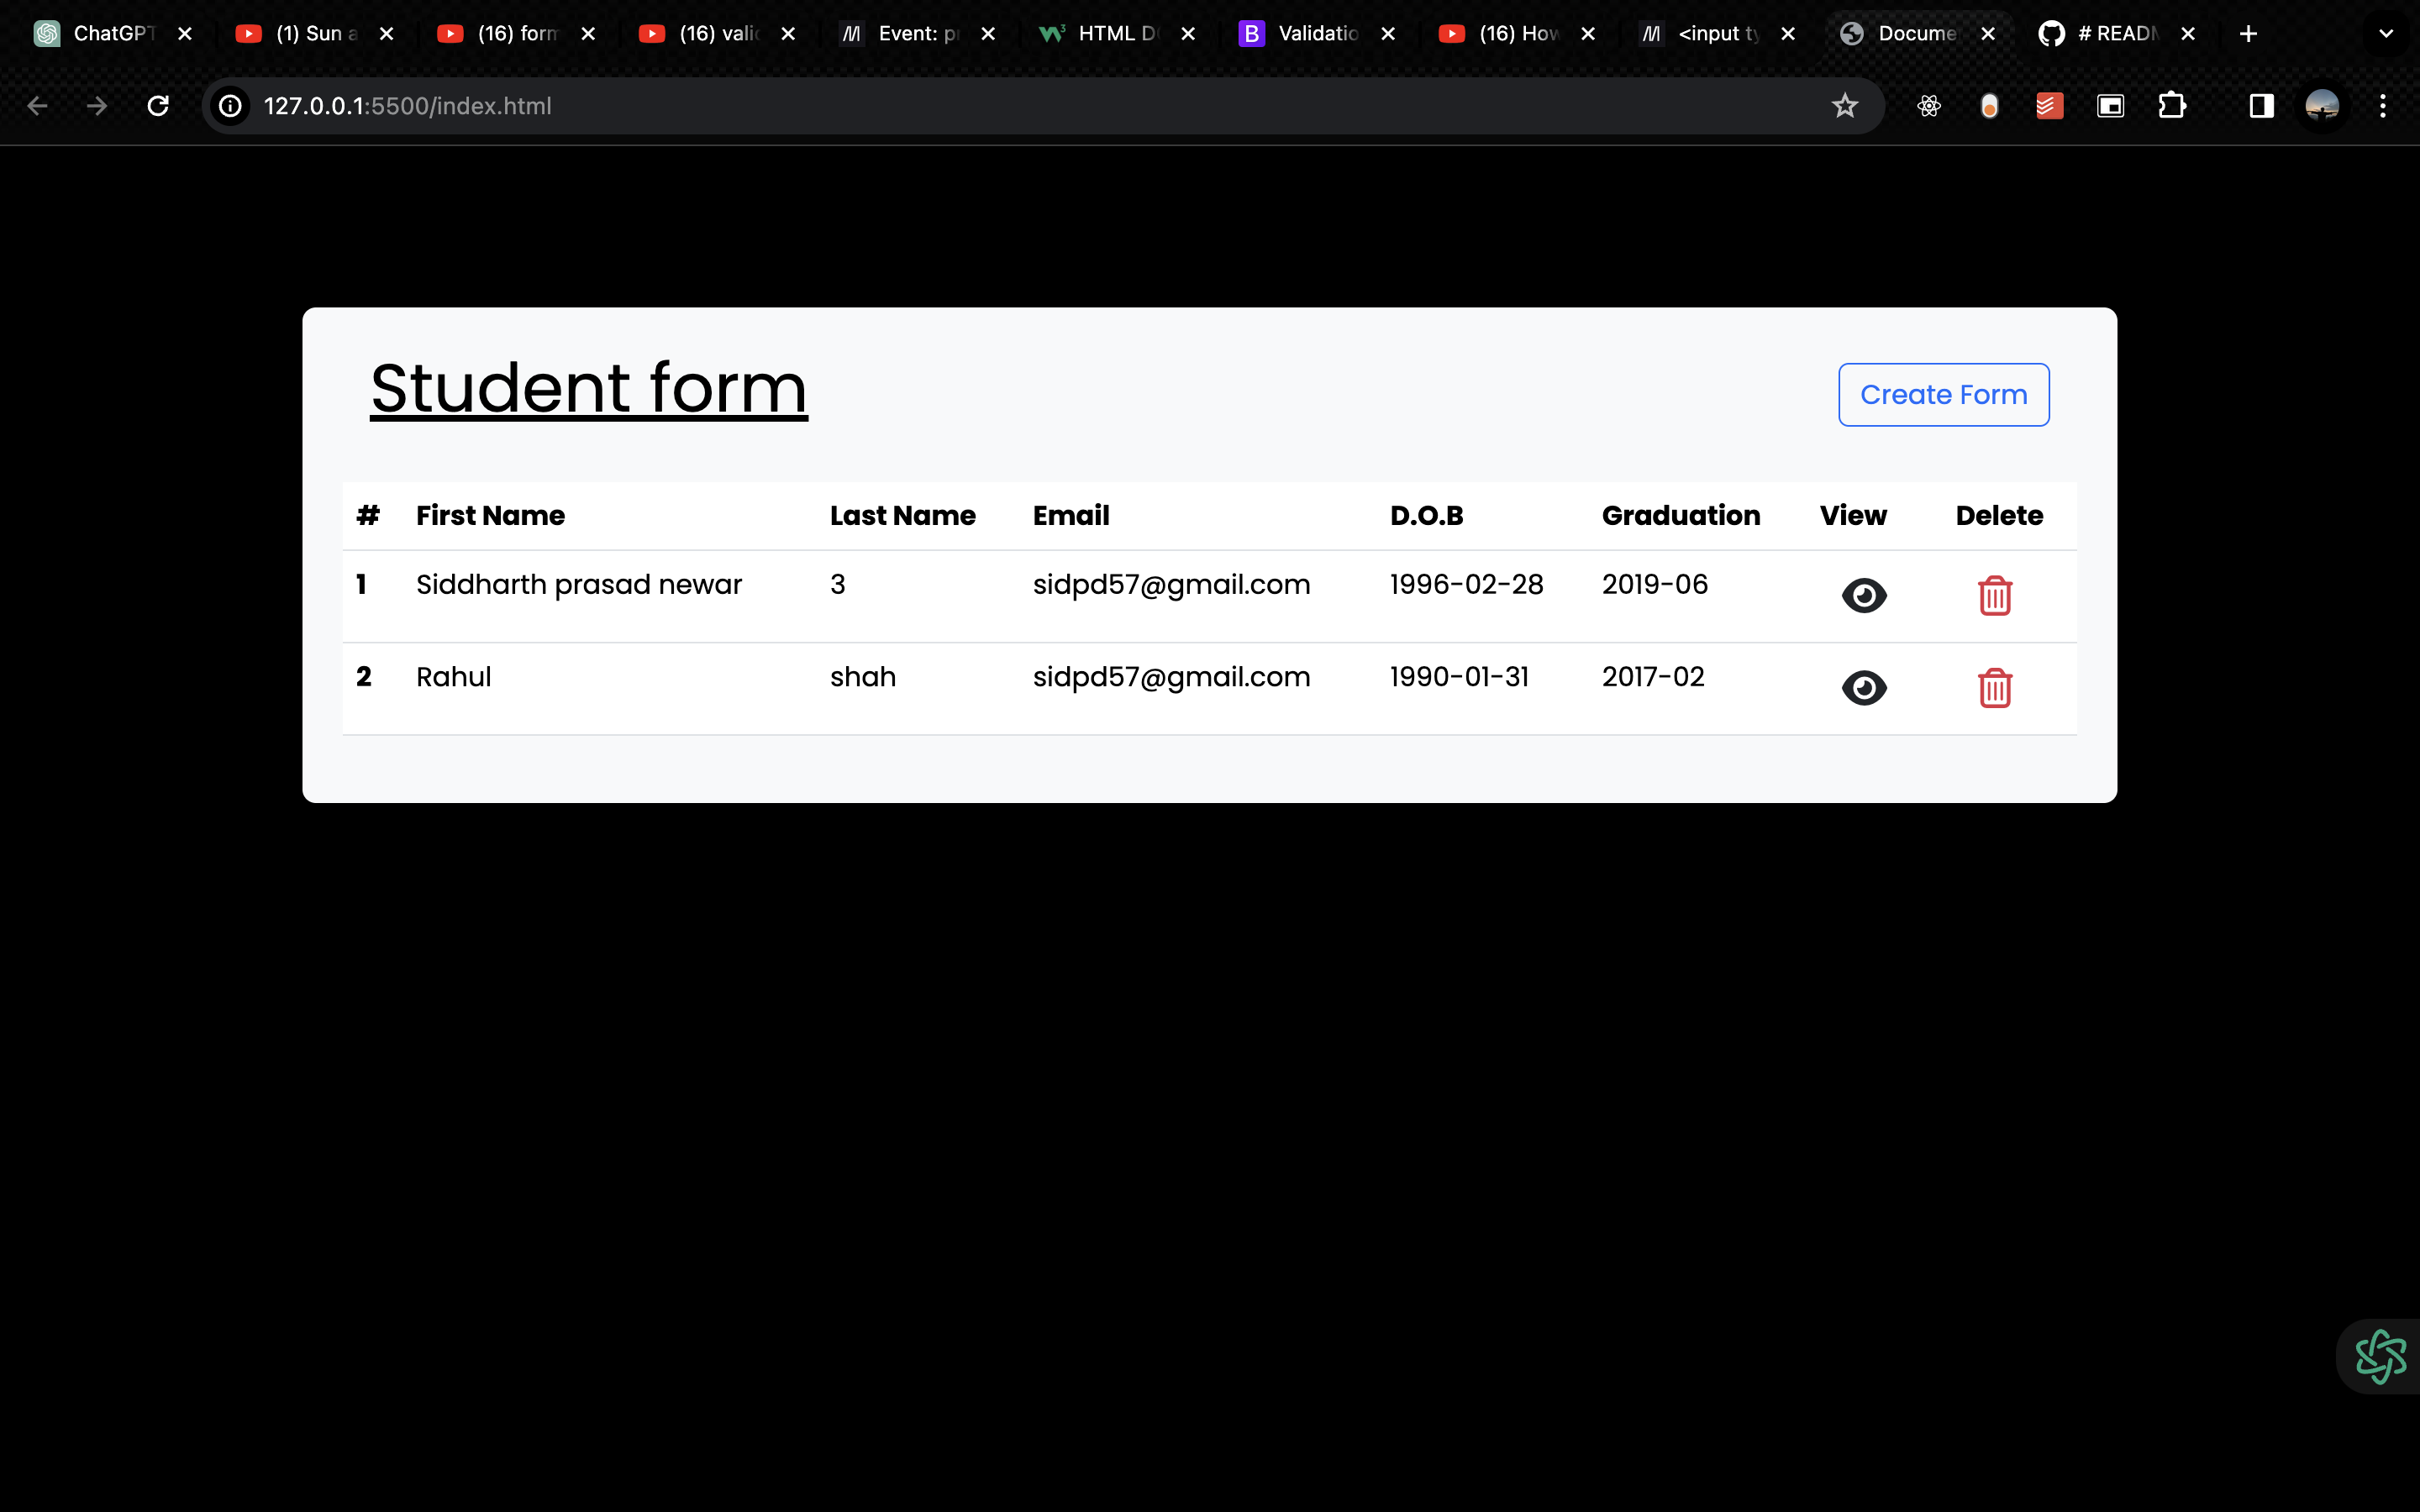 ChatGPT (1) Sun a (16) form (16) valid Event: pr HTML D Validatio (16) How <input ty Docume # READ
127.0.0.1:5500/index.html
Student form
Create Form
# First Name Last Name Email D.O.B Graduation View Delete
1 Siddharth prasad newar 3 sidpd57@gmail.com 1996-02-28 2019-06
2 Rahul shah sidpd57@gmail.com 1990-01-31 2017-02